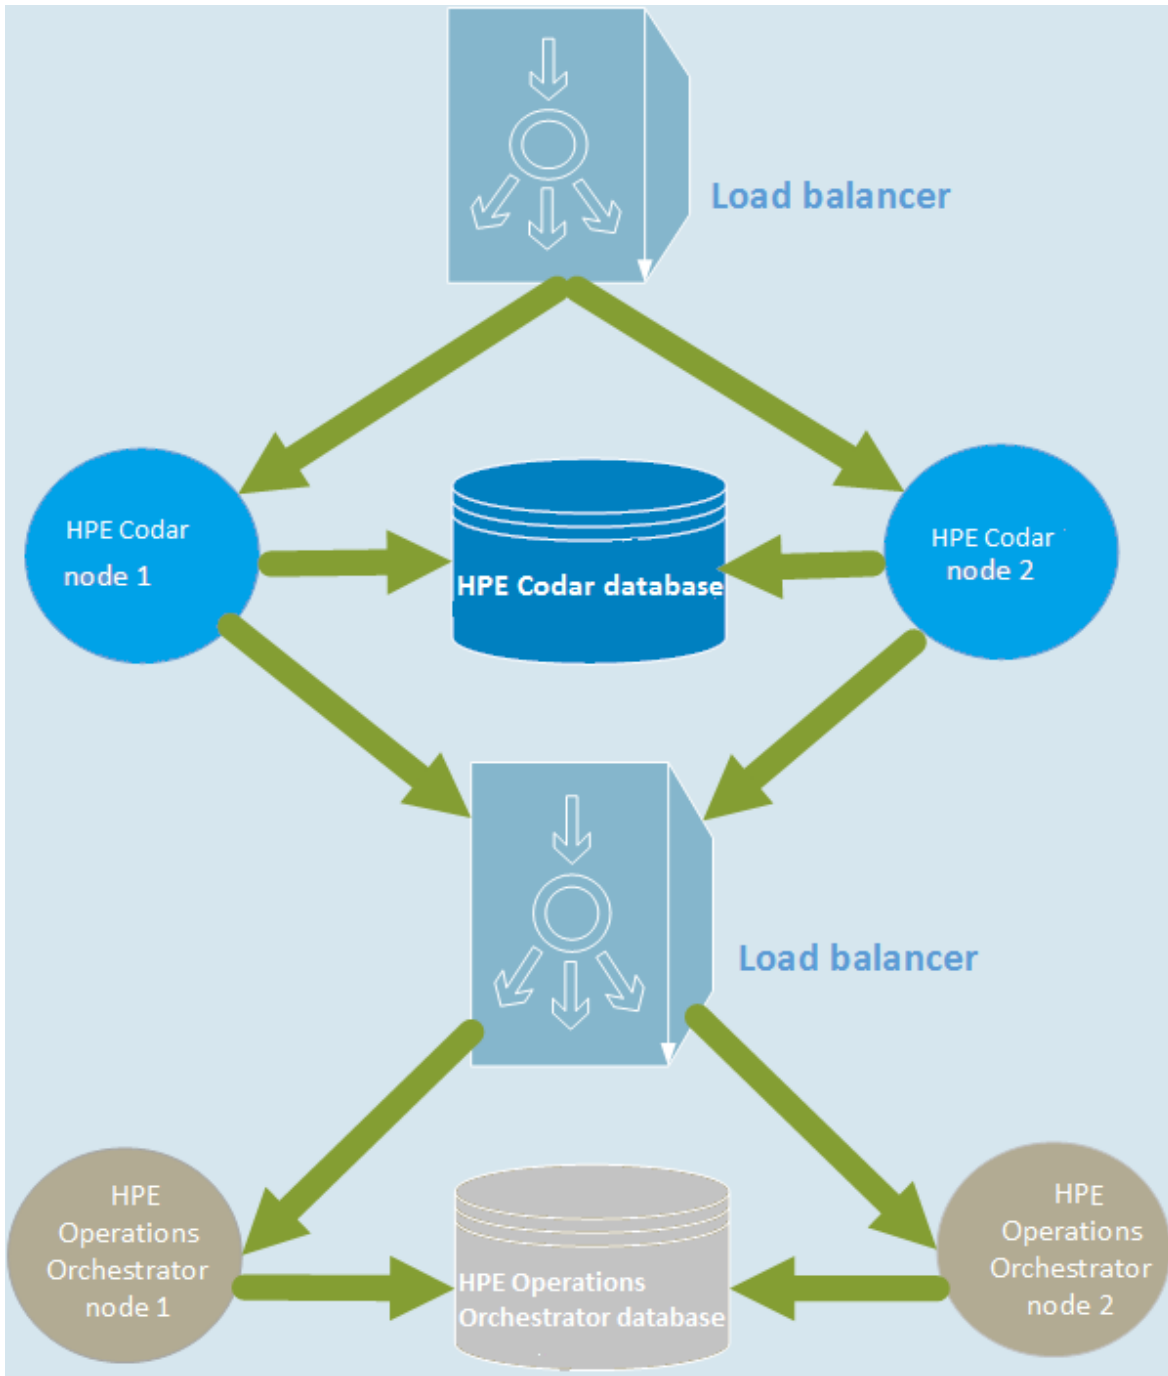 Load balancer
HPE Codar
node 1
HPE Codar database
HPE Codar
node 2
Load balancer
HPE
Operations
Orchestrator
node 1
HPE Operations
Orchestrator database
HPE
Operations
Orchestrator
node 2